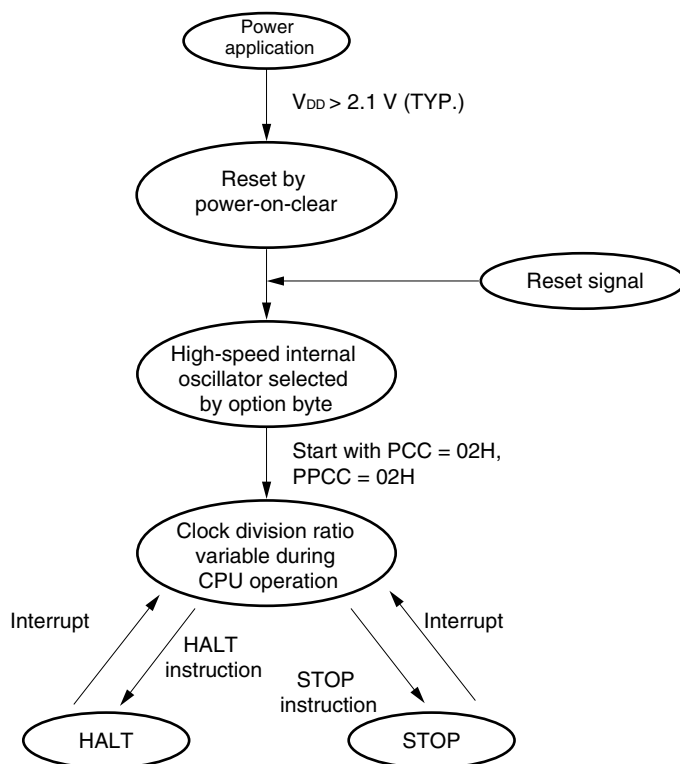 Power
application
VDD > 2.1 V (TYP.)
Reset by
power-on-clear
Reset signal
High-speed internal
oscillator selected
by option byte
Start with PCC = 02H,
PPCC = 02H
Clock division ratio
variable during
CPU operation
Interrupt
HALT
instruction
STOP
instruction
Interrupt
HALT
STOP